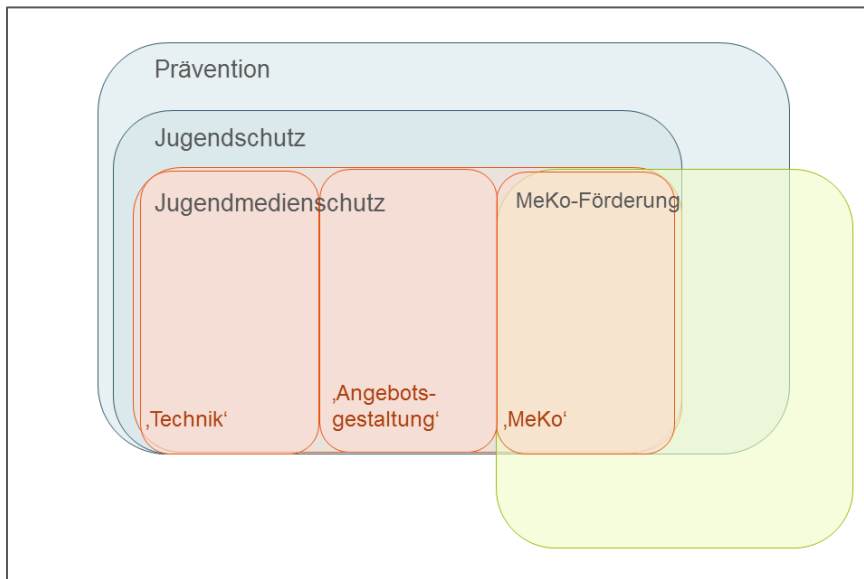 Prävention
Jugendschutz
Jugendmedienschutz
MeKo-Förderung
‚Technik‘
‚Angebots-
gestaltung‘
‚MeKo‘